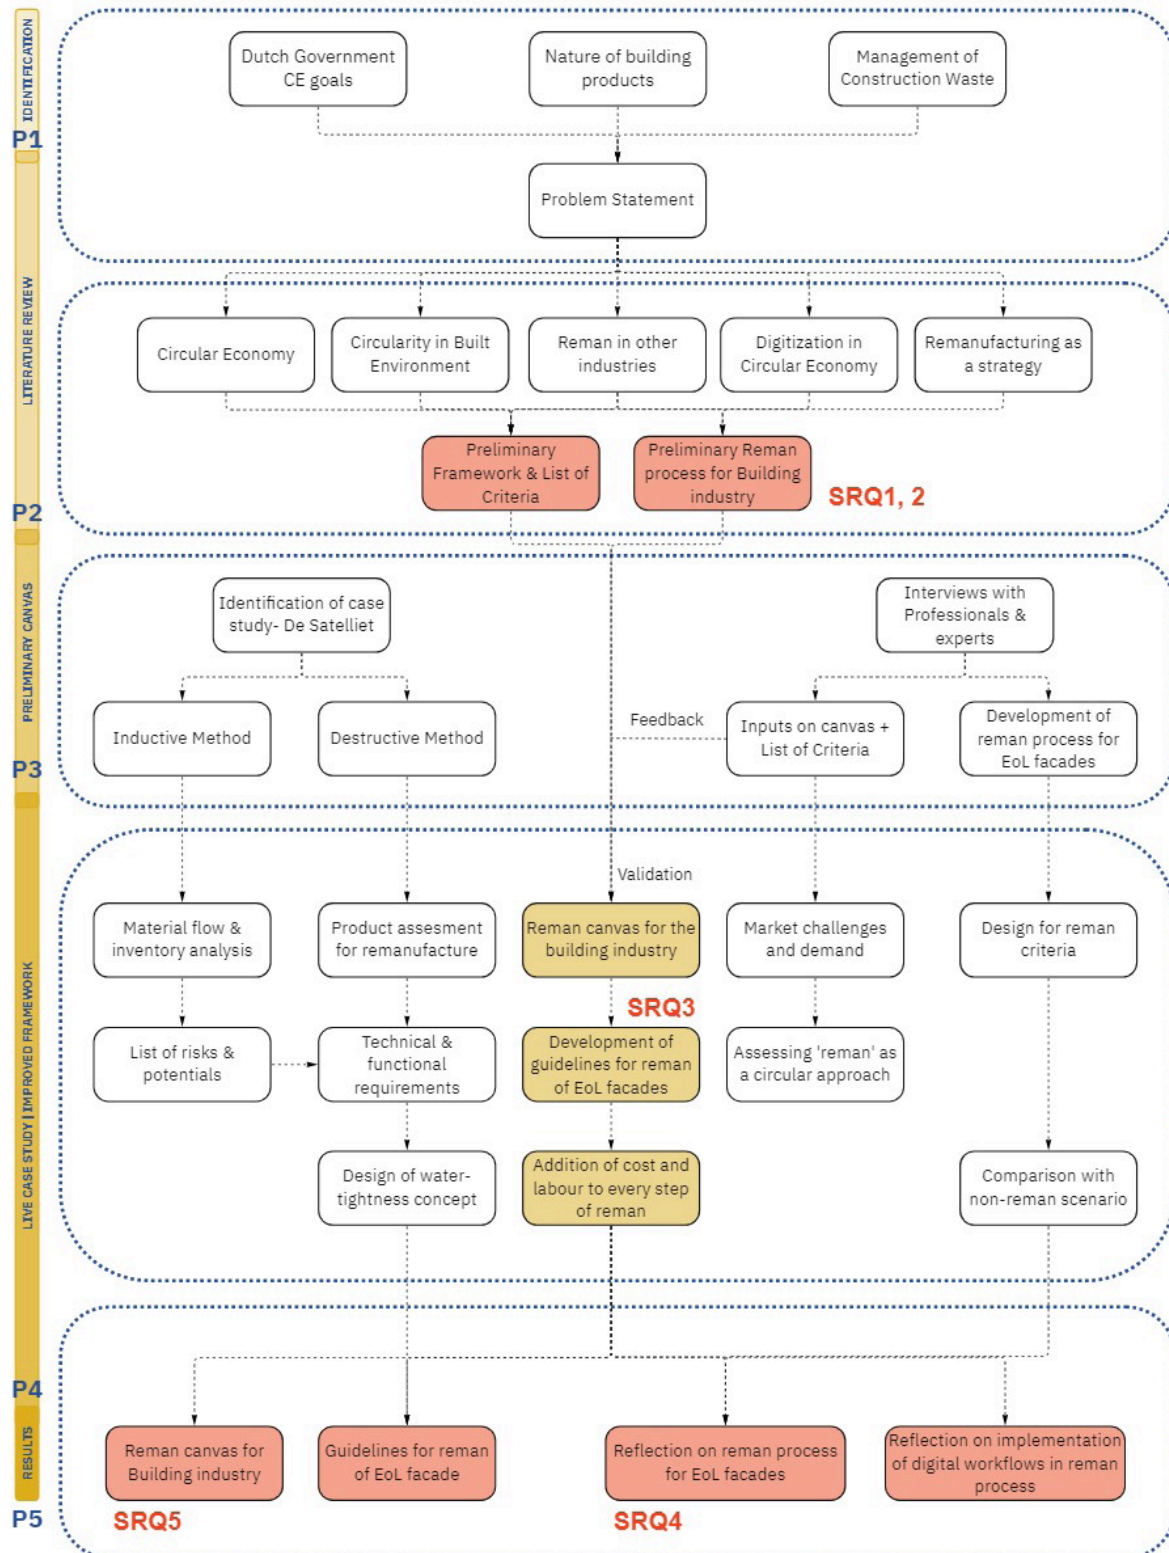 IDENTIFICATION
P1
Dutch Government
CE goals
Nature of building
products
Management of
Construction Waste
Problem Statement
LITERATURE REVIEW
P2
Circular Economy
Circularity in Built
Environment
Reman in other
industries
Digitization in
Circular Economy
Remanufacturing as
a strategy
Preliminary
Framework & List of
Criteria
Preliminary Reman
process for Building
industry
SRQ1, 2
PRELIMINARY CANVAS
P3
Identification of case
study- De Satelliet
Interviews with
Professionals &
experts
Inductive Method
Destructive Method
Feedback
Inputs on canvas +
List of Criteria
Development of
reman process for
EoL facades
LIVE CASE STUDY | IMPROVED FRAMEWORK
P4
Validation
Material flow &
inventory analysis
Product assesment
for remanufacture
Reman canvas for the
building industry
Market challenges
and demand
Design for reman
criteria
SRQ3
List of risks &
potentials
Technical &
functional
requirements
Development of
guidelines for reman
of EoL facades
Assessing 'reman' as
a circular approach
Design of water-
tightness concept
Addition of cost and
labour to every step
of reman
Comparison with
non-reman scenario
RESULTS
P5
Reman canvas for
Building industry
Guidelines for reman
of EoL facade
Reflection on reman process
for EoL facades
Reflection on implementation
of digital workflows in reman
process
SRQ5
SRQ4